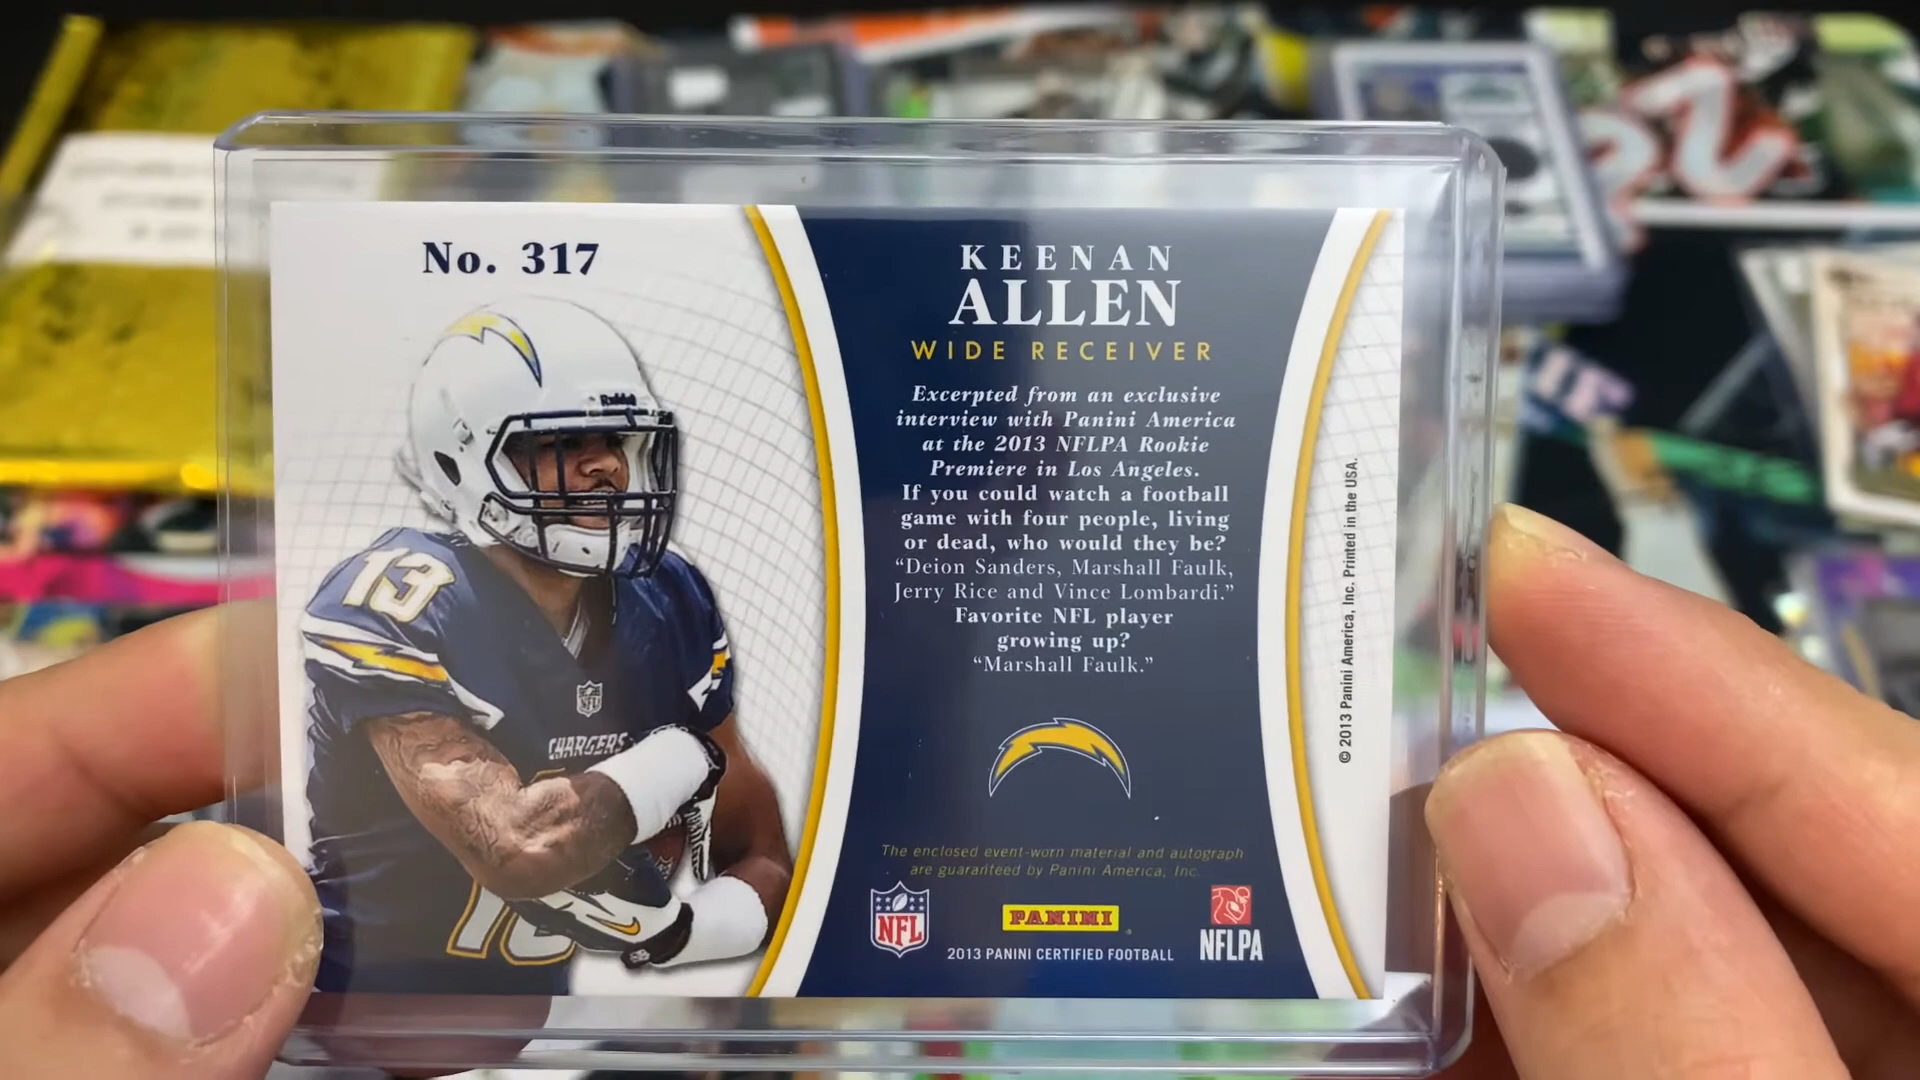 No. 317
KEENAN
ALLEN
WIDE RECEIVER
Excerpted from an exclusive
interview with Panini America
at the 2013 NFLPA Rookie
Premiere in Los Angeles.
If you could watch a football
game with four people, living
or dead, who would they be?
“Deion Sanders, Marshall Faulk,
Jerry Rice and Vince Lombardi.”
Favorite NFL player
growing up?
“Marshall Faulk.”
The enclosed event-worn material and autograph
are guaranteed by Panini America, Inc.
NFL
PANINI
NFLPA
2013 PANINI CERTIFIED FOOTBALL
© 2013 Panini America, Inc. Printed in the USA.
Riddell
13
NFL
CHARGERS